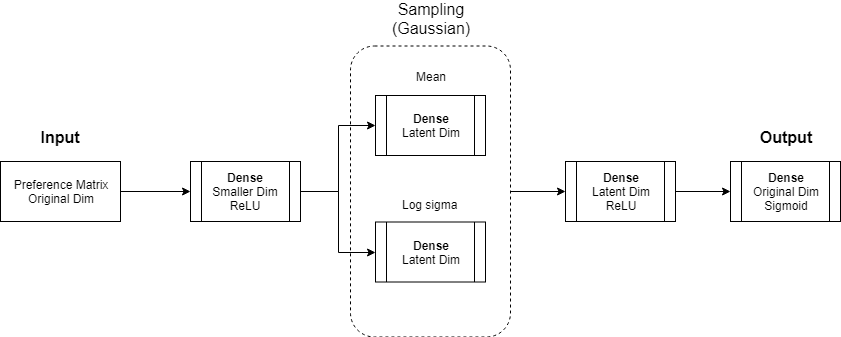 Sampling
(Gaussian)
Mean
Dense
Latent Dim
Input
Preference Matrix
Original Dim
Dense
Smaller Dim
ReLU
Log sigma
Dense
Latent Dim
Dense
Latent Dim
ReLU
Output
Dense
Original Dim
Sigmoid